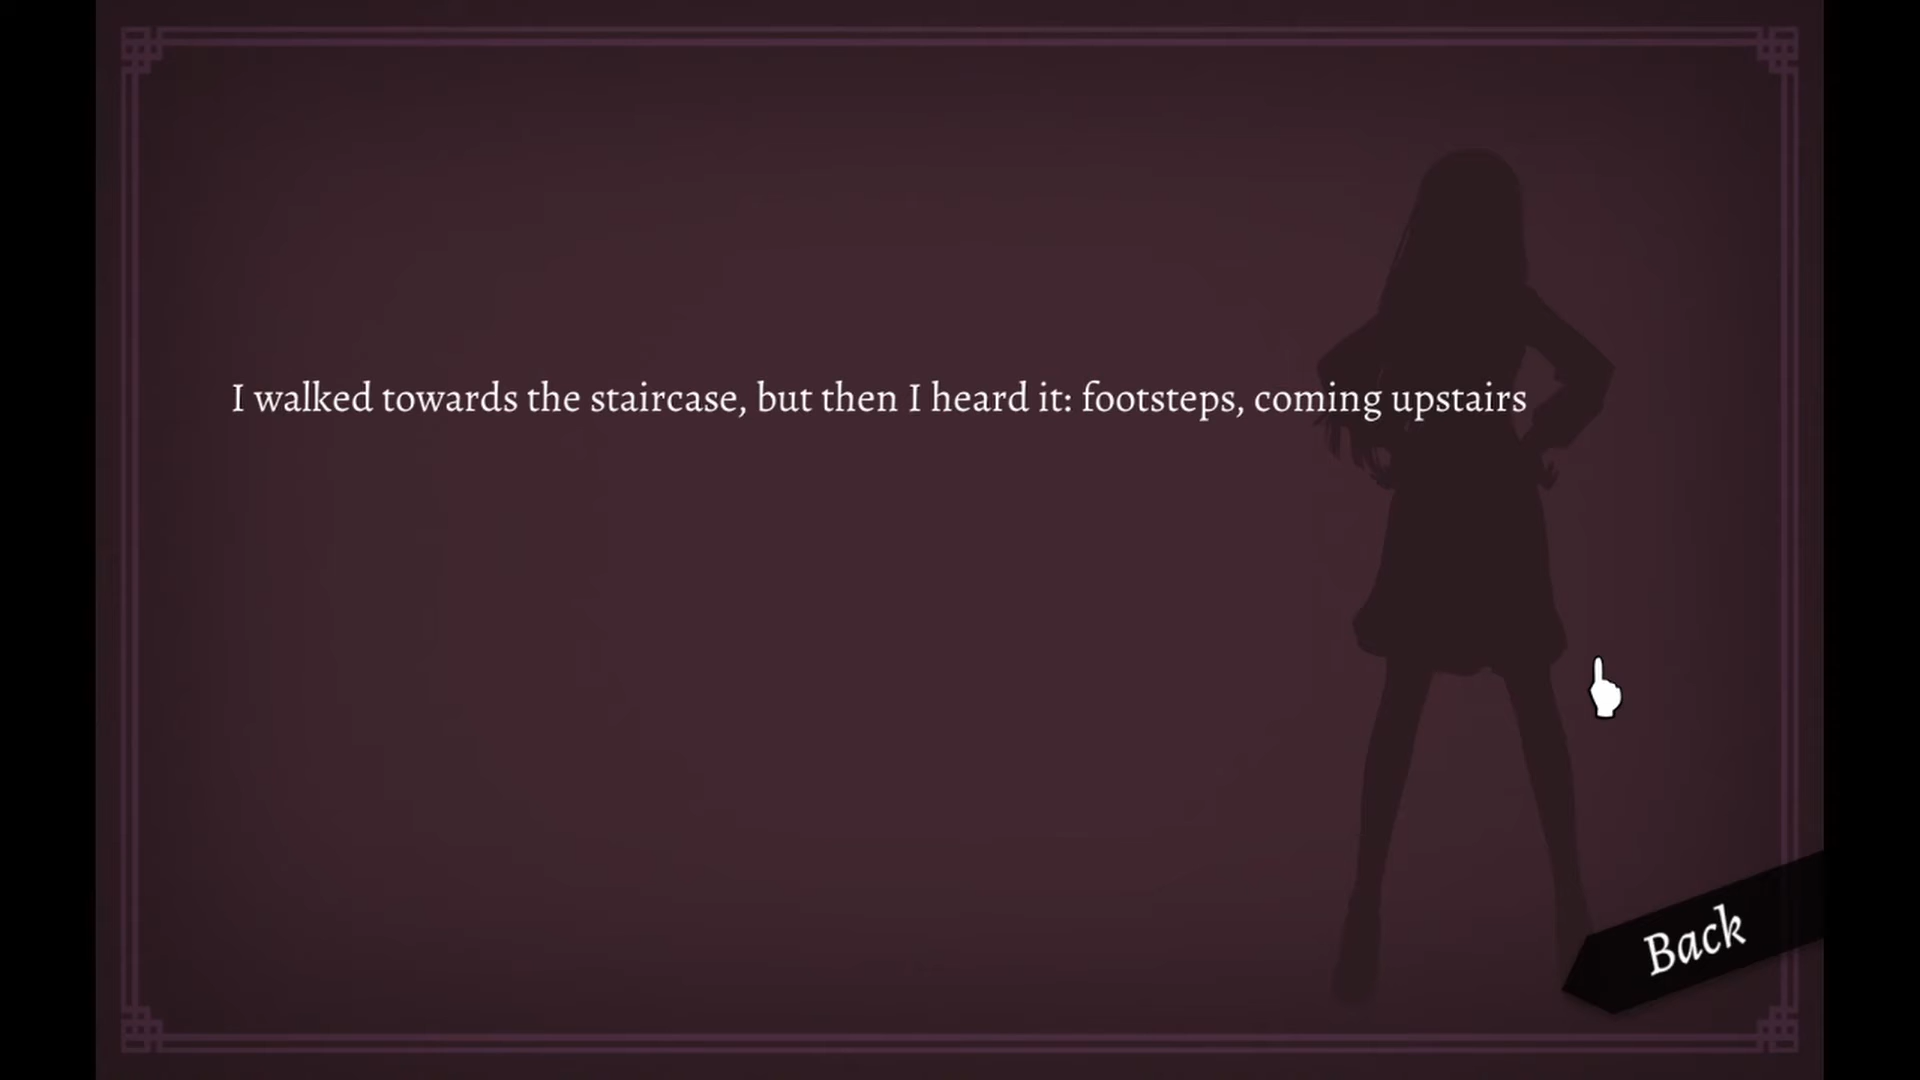 I walked towards the staircase, but then I heard it: footsteps, coming upstairs
Back